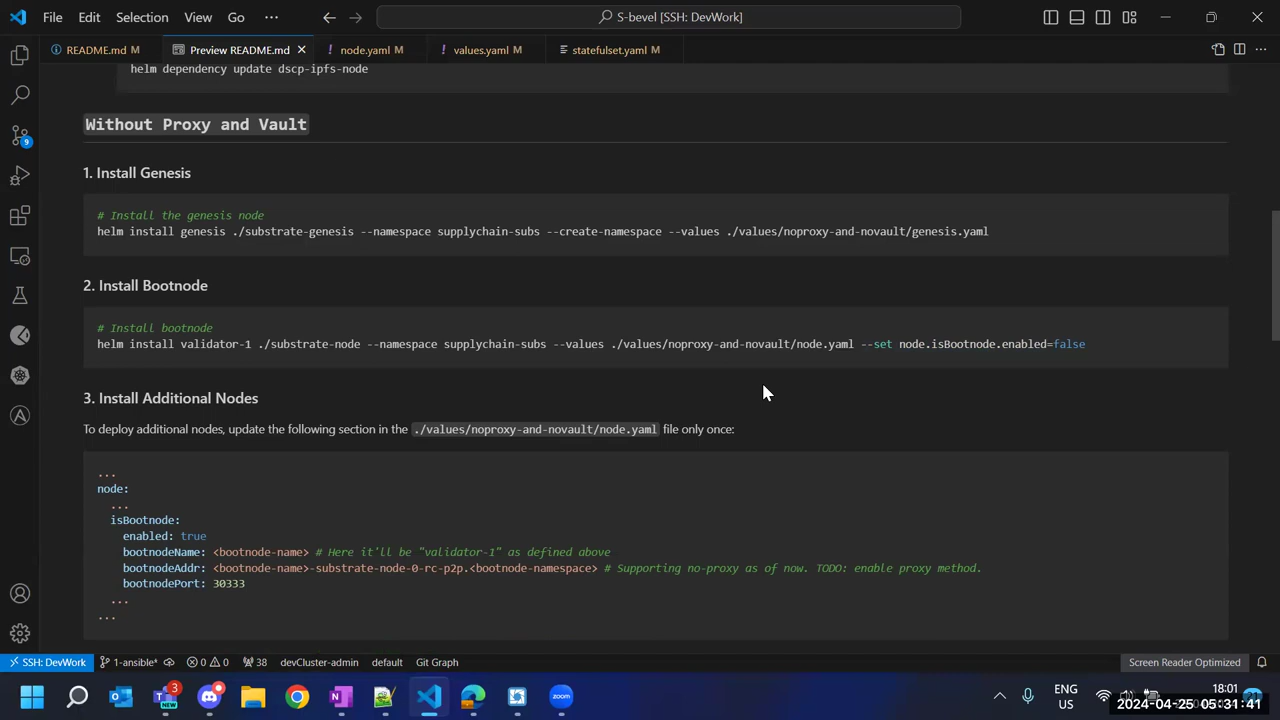 File Edit Selection View Go ··· S-bevel [SSH: DevWork]
README.md M Preview README.md node.yaml M values.yaml M statefulset.yaml M
helm dependency update dscp-ipfs-node
Without Proxy and Vault
1. Install Genesis
# Install the genesis node
helm install genesis ./substrate-genesis --namespace supplychain-subs --create-namespace --values ./values/noproxy-and-novault/genesis.yaml
2. Install Bootnode
# Install bootnode
helm install validator-1 ./substrate-node --namespace supplychain-subs --values ./values/noproxy-and-novault/node.yaml --set node.isBootnode.enabled=false
3. Install Additional Nodes
To deploy additional nodes, update the following section in the ./values/noproxy-and-novault/node.yaml file only once:
...
node:
...
isBootnode:
enabled: true
bootnodeName: <bootnode-name> # Here it'll be "validator-1" as defined above
bootnodeAddr: <bootnode-name>-substrate-node-0-rc-p2p.<bootnode-namespace> # Supporting no-proxy as of now. TODO: enable proxy method.
bootnodePort: 30333
...
...
9
SSH: DevWork 1-ansible* 0 0 38 devCluster-admin default Git Graph Screen Reader Optimized
3 NEW zoom ENG US 18:01
2024-04-25 05:31:41